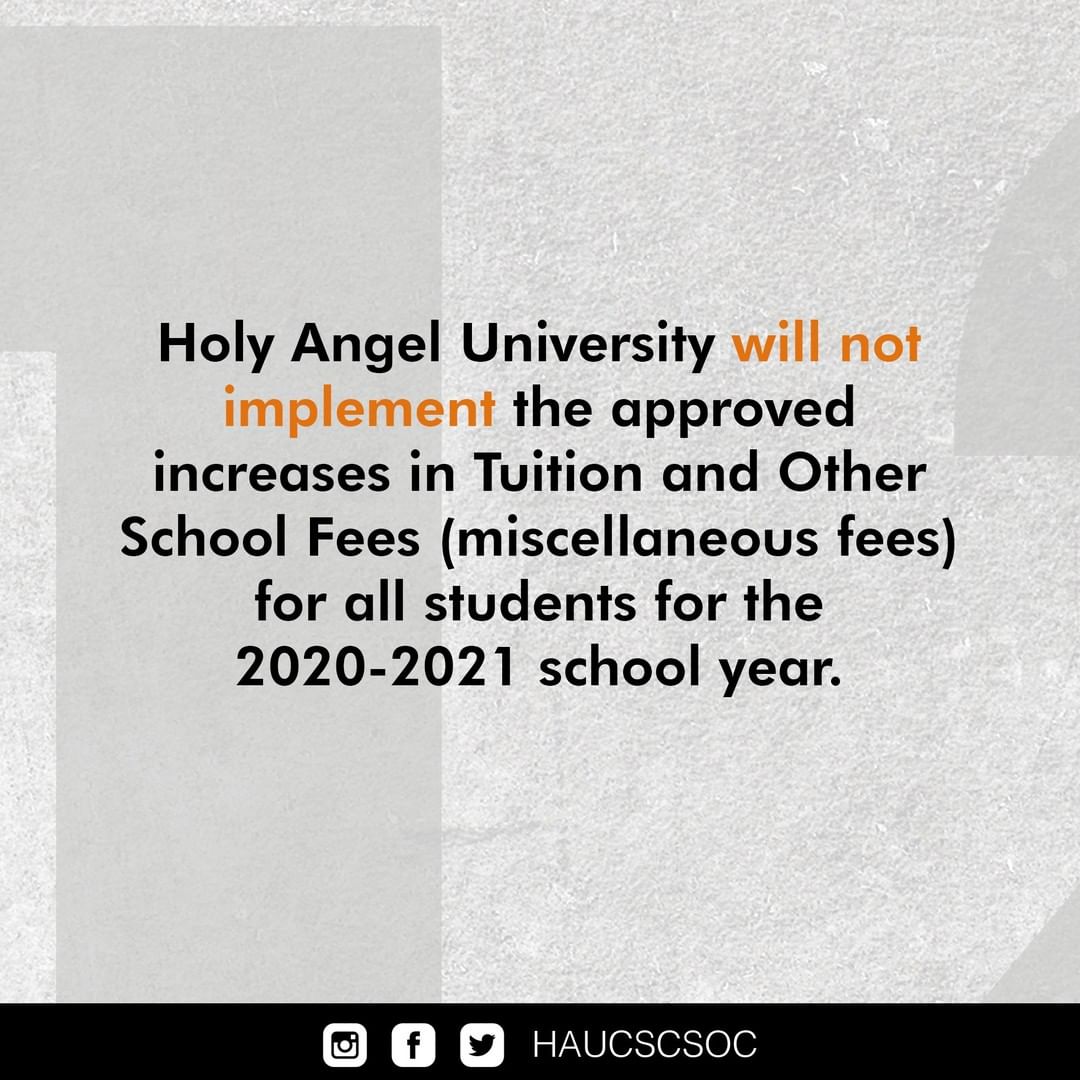 Holy Angel University will not
implement the approved
increases in Tuition and Other
School Fees (miscellaneous fees)
for all students for the
2020-2021 school year.
HAUCSCSOC